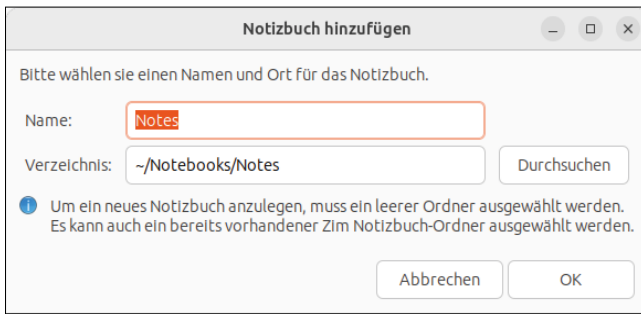 Notizbuch hinzufügen
Bitte wählen sie einen Namen und Ort für das Notizbuch.
Name: Notes
Verzeichnis: ~/Notebooks/Notes Durchsuchen
Um ein neues Notizbuch anzulegen, muss ein leerer Ordner ausgewählt werden.
Es kann auch ein bereits vorhandener Zim Notizbuch-Ordner ausgewählt werden.
Abbrechen OK